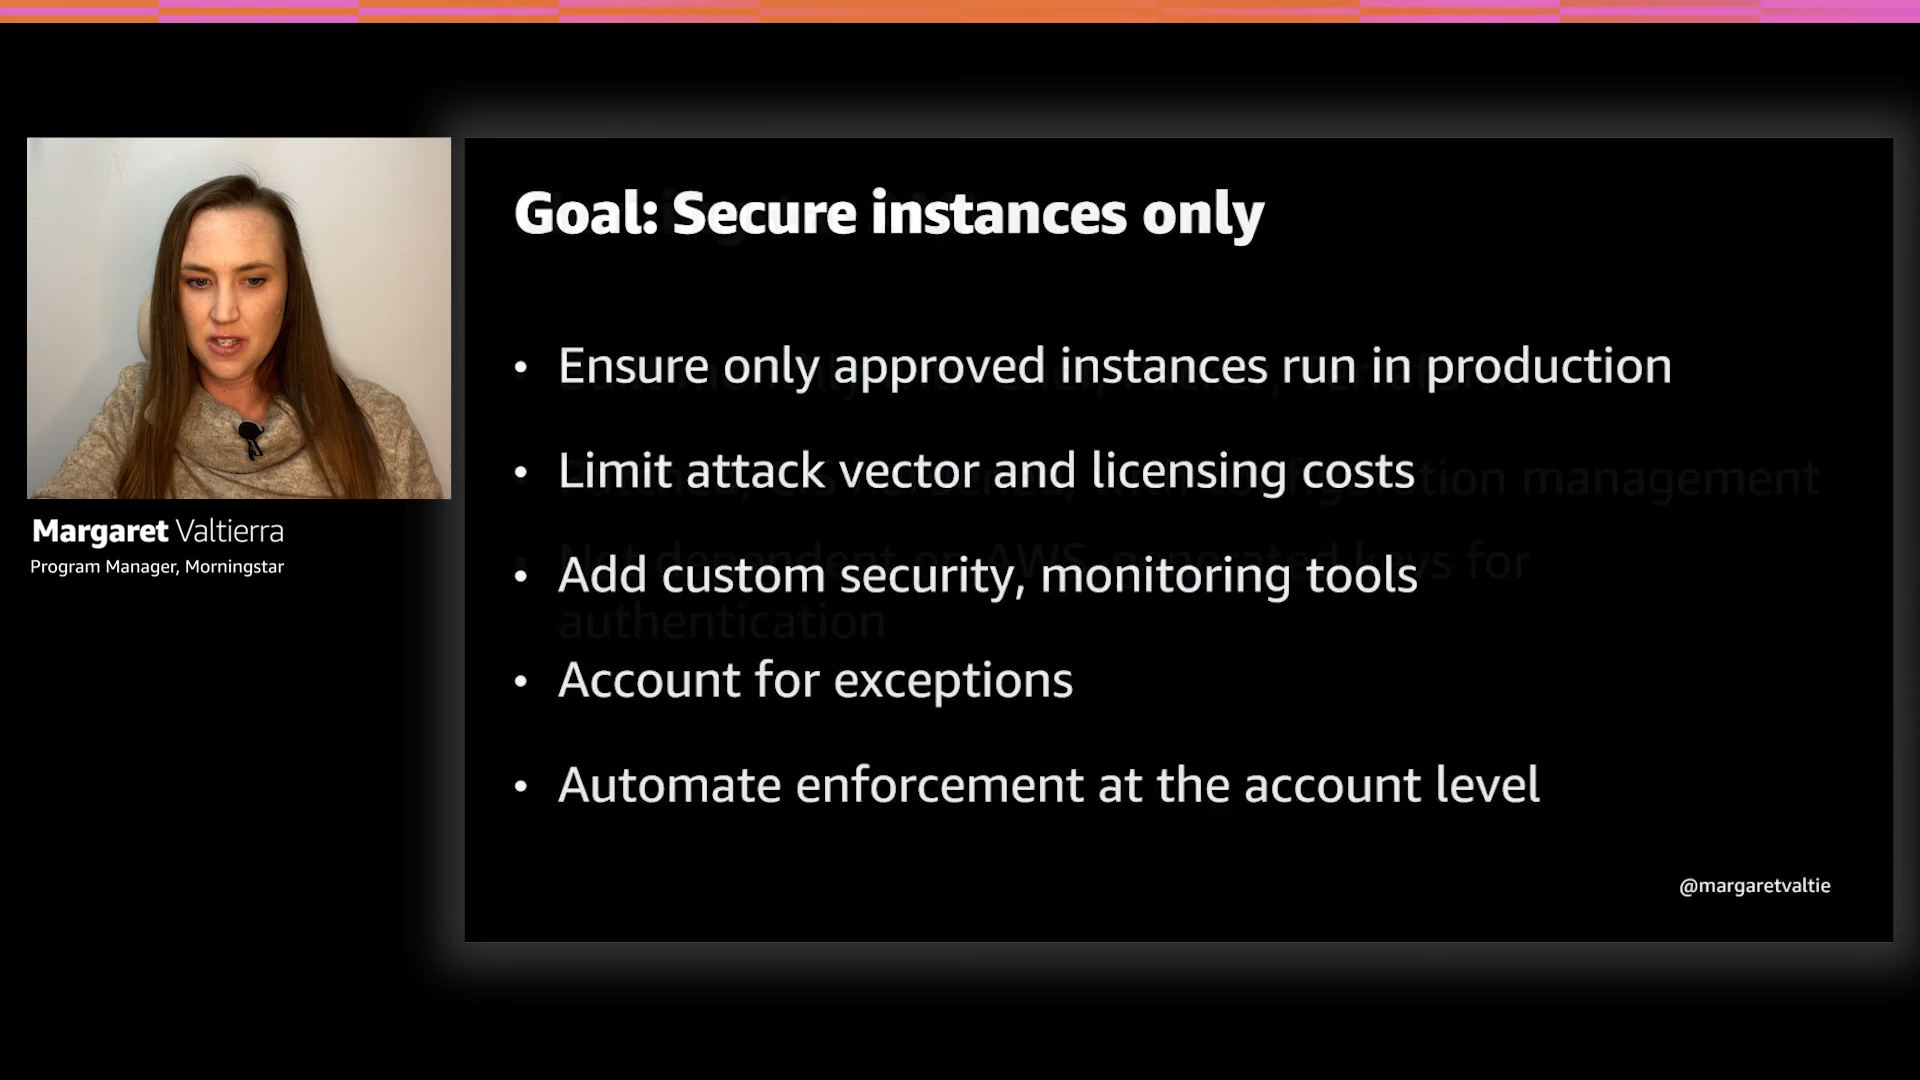 Goal: Secure instances only
• Ensure only approved instances run in production
• Limit attack vector and licensing costs
• Add custom security, monitoring tools
• Account for exceptions
• Automate enforcement at the account level
@margaretvaltie
Margaret Valtierra
Program Manager, Morningstar